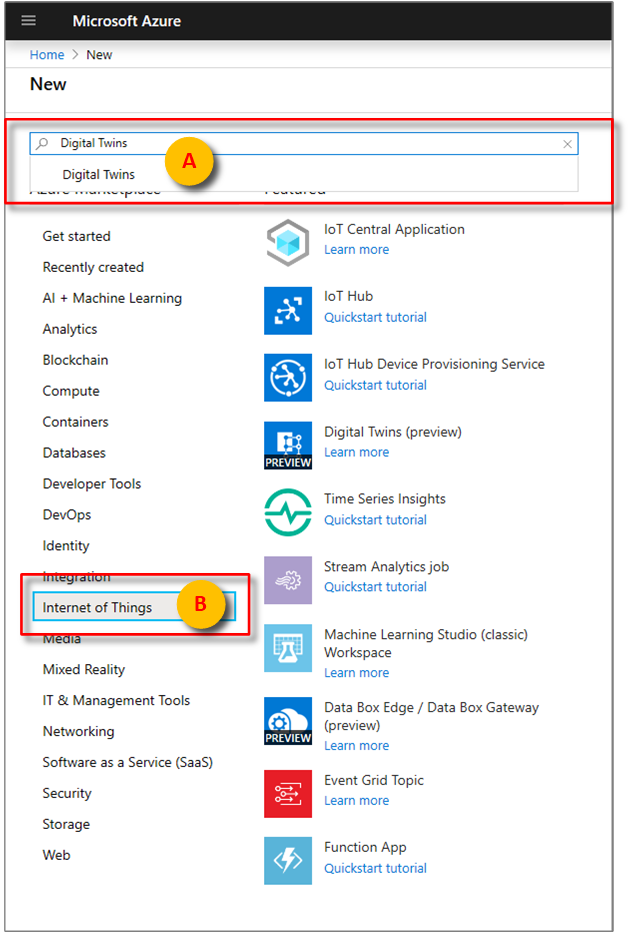 Microsoft Azure
Home > New
New
Digital Twins
A
Digital Twins
Azure Marketplace
Featured
Get started
Recently created
AI + Machine Learning
Analytics
Blockchain
Compute
Containers
Databases
Developer Tools
DevOps
Identity
Integration
Internet of Things
B
Media
Mixed Reality
IT & Management Tools
Networking
Software as a Service (SaaS)
Security
Storage
Web
IoT Central Application
Learn more
IoT Hub
Quickstart tutorial
IoT Hub Device Provisioning Service
Quickstart tutorial
PREVIEW
Digital Twins (preview)
Learn more
Time Series Insights
Quickstart tutorial
Stream Analytics job
Quickstart tutorial
Machine Learning Studio (classic)
Workspace
Learn more
PREVIEW
Data Box Edge / Data Box Gateway
(preview)
Learn more
Event Grid Topic
Learn more
Function App
Quickstart tutorial